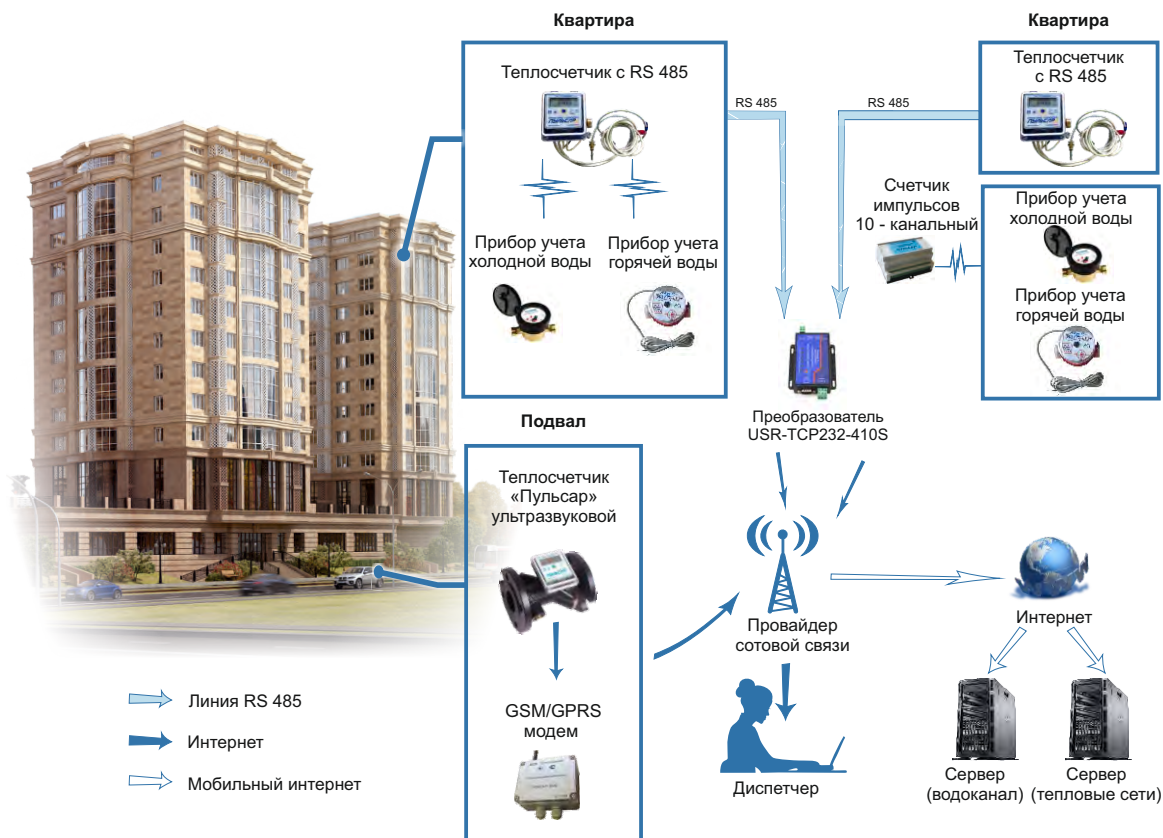 Квартира
Теплосчетчик с RS 485
Прибор учета
холодной воды
Прибор учета
горячей воды
RS 485
RS 485
Квартира
Теплосчетчик
с RS 485
Счетчик
импульсов
10 - канальный
Прибор учета
холодной воды
Прибор учета
горячей воды
Преобразователь
USR-TCP232-410S
Подвал
Теплосчетчик
«Пульсар»
ультразвуковой
GSM/GPRS
модем
Провайдер
сотовой связи
Диспетчер
Интернет
Сервер
(водоканал)
Сервер
(тепловые сети)
Линия RS 485
Интернет
Мобильный интернет